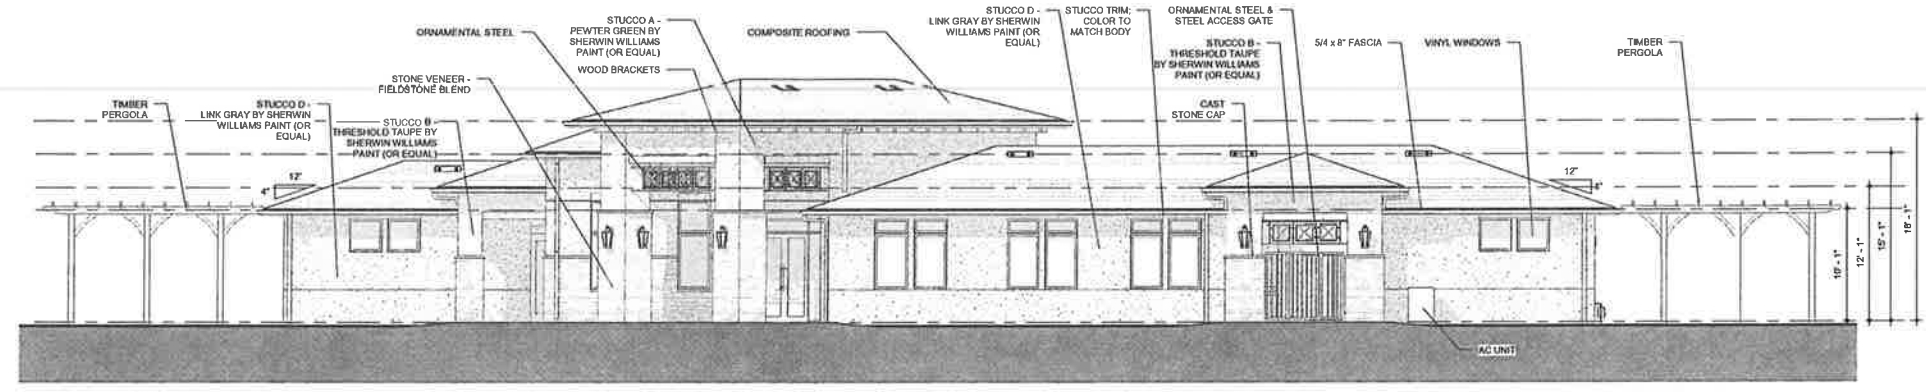 ORNAMENTAL STEEL
STUCCO A -
PEWTER GREEN BY
SHERWIN WILLIAMS
PAINT (OR EQUAL)
WOOD BRACKETS
STONE VENEER -
FIELDSTONE BLEND
COMPOSITE ROOFING
STUCCO D -
LINK GRAY BY SHERWIN
WILLIAMS PAINT (OR
EQUAL)
STUCCO TRIM;
COLOR TO
MATCH BODY
ORNAMENTAL STEEL &
STEEL ACCESS GATE
STUCCO B -
THRESHOLD TAUPE
BY SHERWIN WILLIAMS
PAINT (OR EQUAL)
CAST
STONE CAP
5/4 x 8" FASCIA
VINYL WINDOWS
TIMBER
PERGOLA
TIMBER
PERGOLA
STUCCO D -
LINK GRAY BY SHERWIN
WILLIAMS PAINT (OR
EQUAL)
STUCCO B -
THRESHOLD TAUPE BY
SHERWIN WILLIAMS
PAINT (OR EQUAL)
12"
4"
12"
10' - 1"
12' - 1"
15' - 1"
18' - 1"
AC UNIT